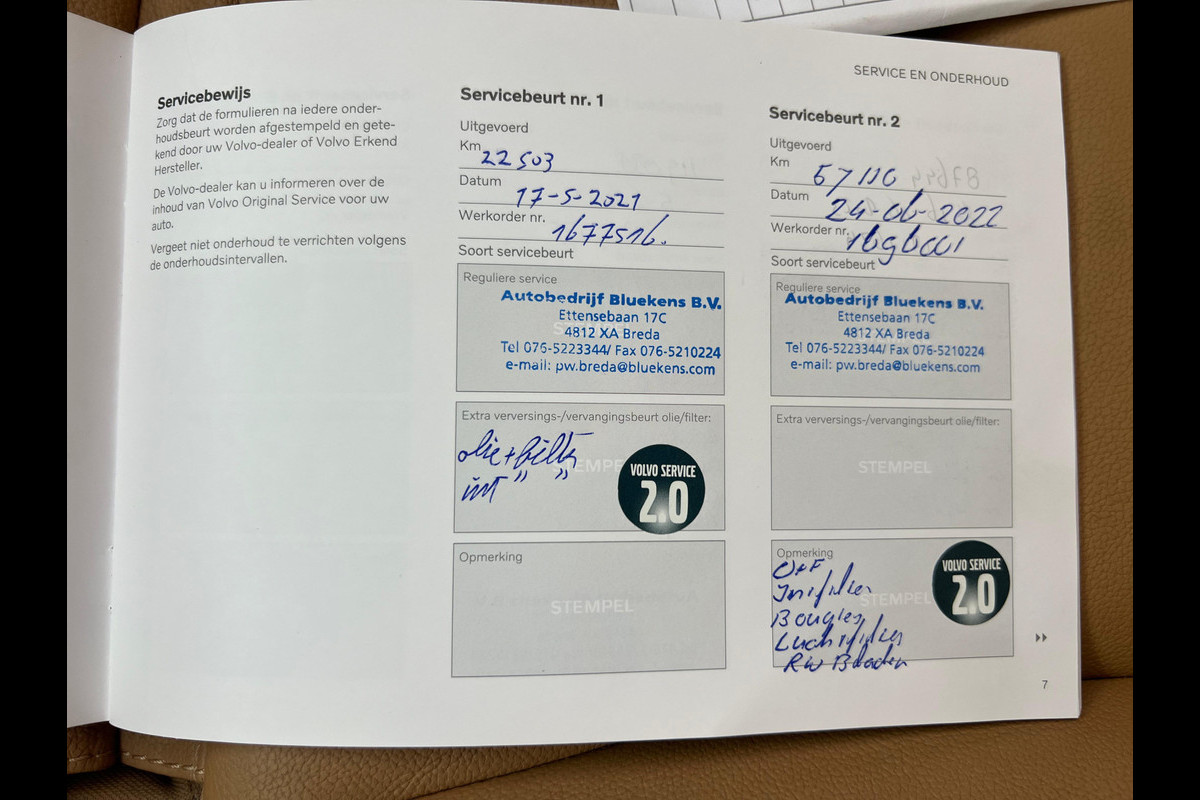 SERVICE EN ONDERHOUD
Servicebewijs
Zorg dat de formulieren na iedere onder-
houdsbeurt worden afgestempeld en gete-
kend door uw Volvo-dealer of Volvo Erkend
Hersteller.
De Volvo-dealer kan u informeren over de
inhoud van Volvo Original Service voor uw
auto.
Vergeet niet onderhoud te verrichten volgens
de onderhoudsintervallen.
Servicebeurt nr. 1
Uitgevoerd
Km 22503
Datum 17-5-2021
Werkorder nr. 1677516.
Soort servicebeurt
Reguliere service
Autobedrijf Bluekens B.V.
Ettensebaan 17C
4812 XA Breda
Tel 076-5223344/ Fax 076-5210224
e-mail: pw.breda@bluekens.com
Extra verversings-/vervangingsbeurt olie/filter:
olie + filter
int " "
STEMPEL
VOLVO SERVICE
2.0
Opmerking
STEMPEL
Servicebeurt nr. 2
Uitgevoerd
Km
Datum 24-06-2022
Werkorder nr.
Soort servicebeurt
Reguliere service
Autobedrijf Bluekens B.V.
Ettensebaan 17C
4812 XA Breda
Tel 076-5223344/ Fax 076-5210224
e-mail: pw.breda@bluekens.com
Extra verversings-/vervangingsbeurt olie/filter:
STEMPEL
Opmerking
O+F
Int filter
Bougies
Luchtfilter
RW Bladen
STEMPEL
VOLVO SERVICE
2.0
7